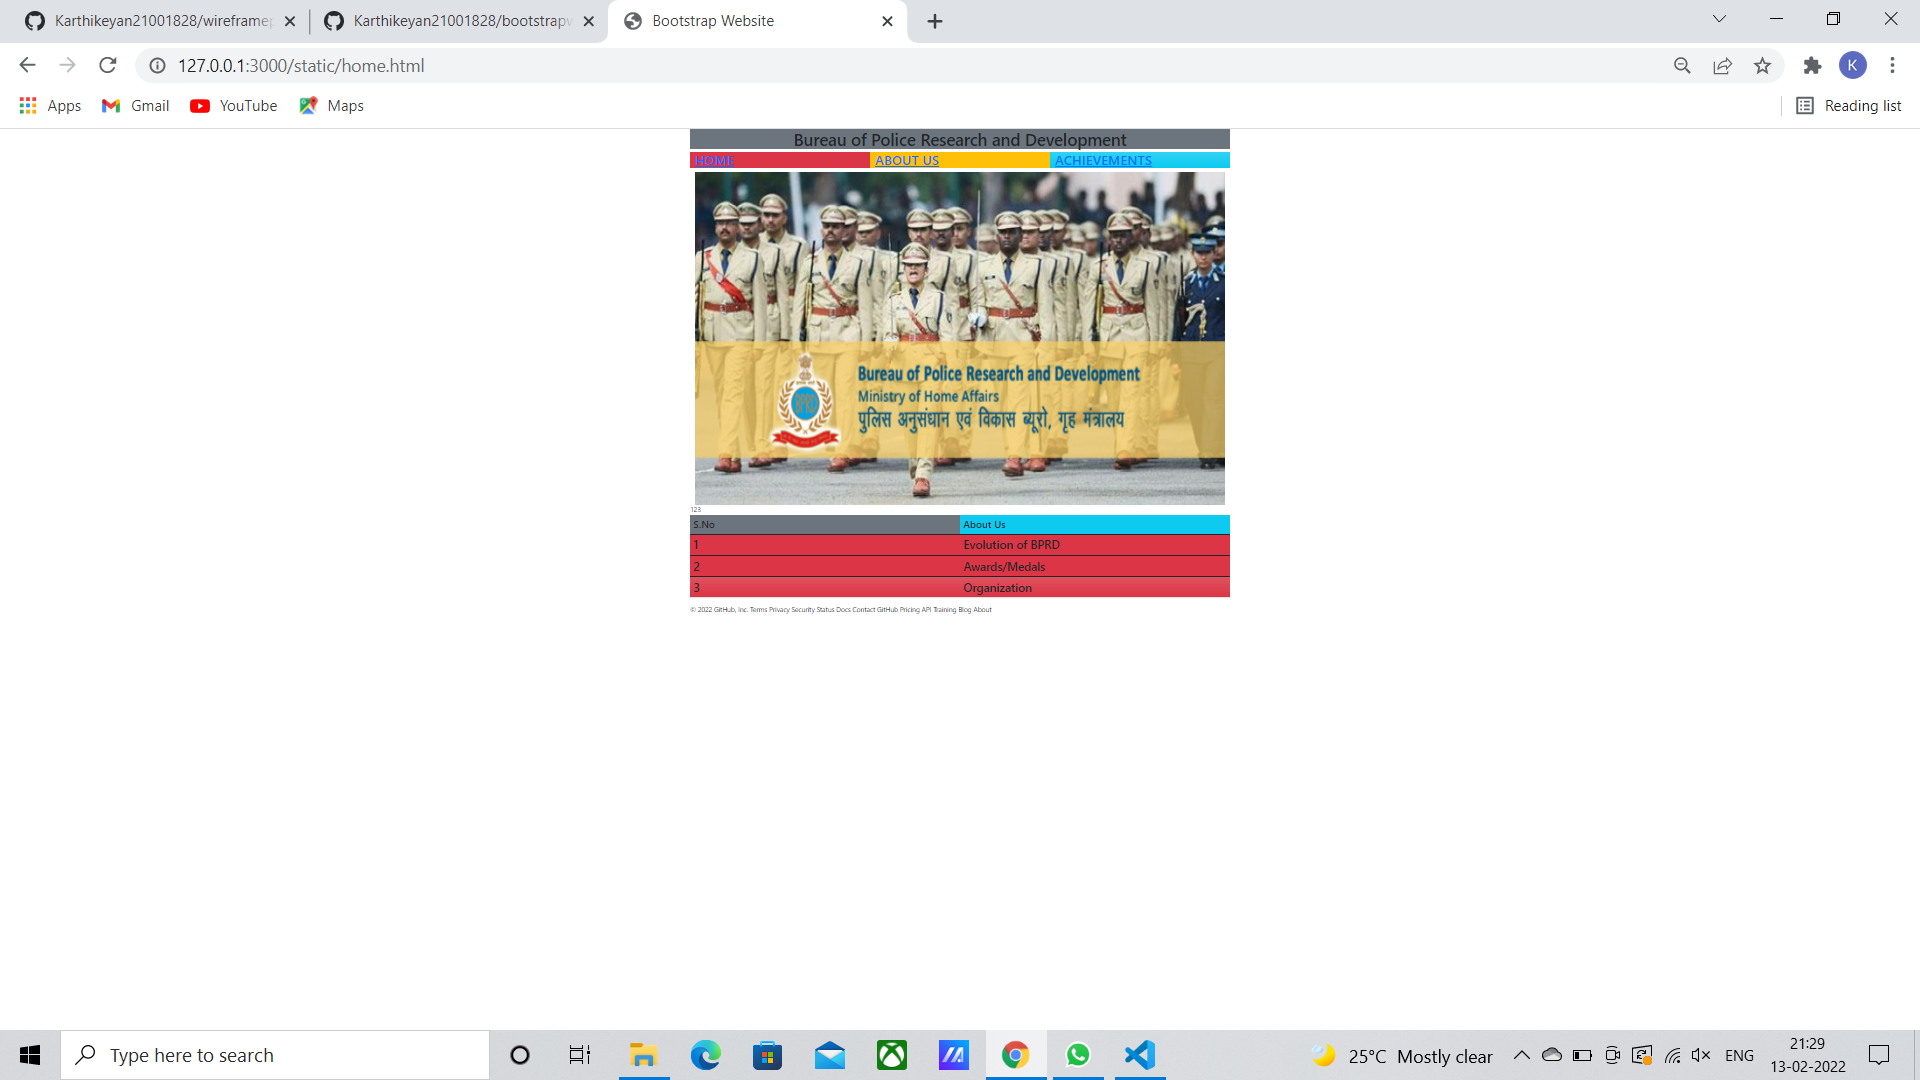 Karthikeyan21001828/wireframep
Karthikeyan21001828/bootstrapw
Bootstrap Website
127.0.0.1:3000/static/home.html
K
Apps
Gmail
YouTube
Maps
Reading list
Bureau of Police Research and Development
HOME
ABOUT US
ACHIEVEMENTS
BPRD
Bureau of Police Research and Development
Ministry of Home Affairs
पुलिस अनुसंधान एवं विकास ब्यूरो, गृह मंत्रालय
123
S.No
About Us
1
Evolution of BPRD
2
Awards/Medals
3
Organization
© 2022 GitHub, Inc. Terms Privacy Security Status Docs Contact GitHub Pricing API Training Blog About
Type here to search
25°C Mostly clear
ENG
21:29
13-02-2022